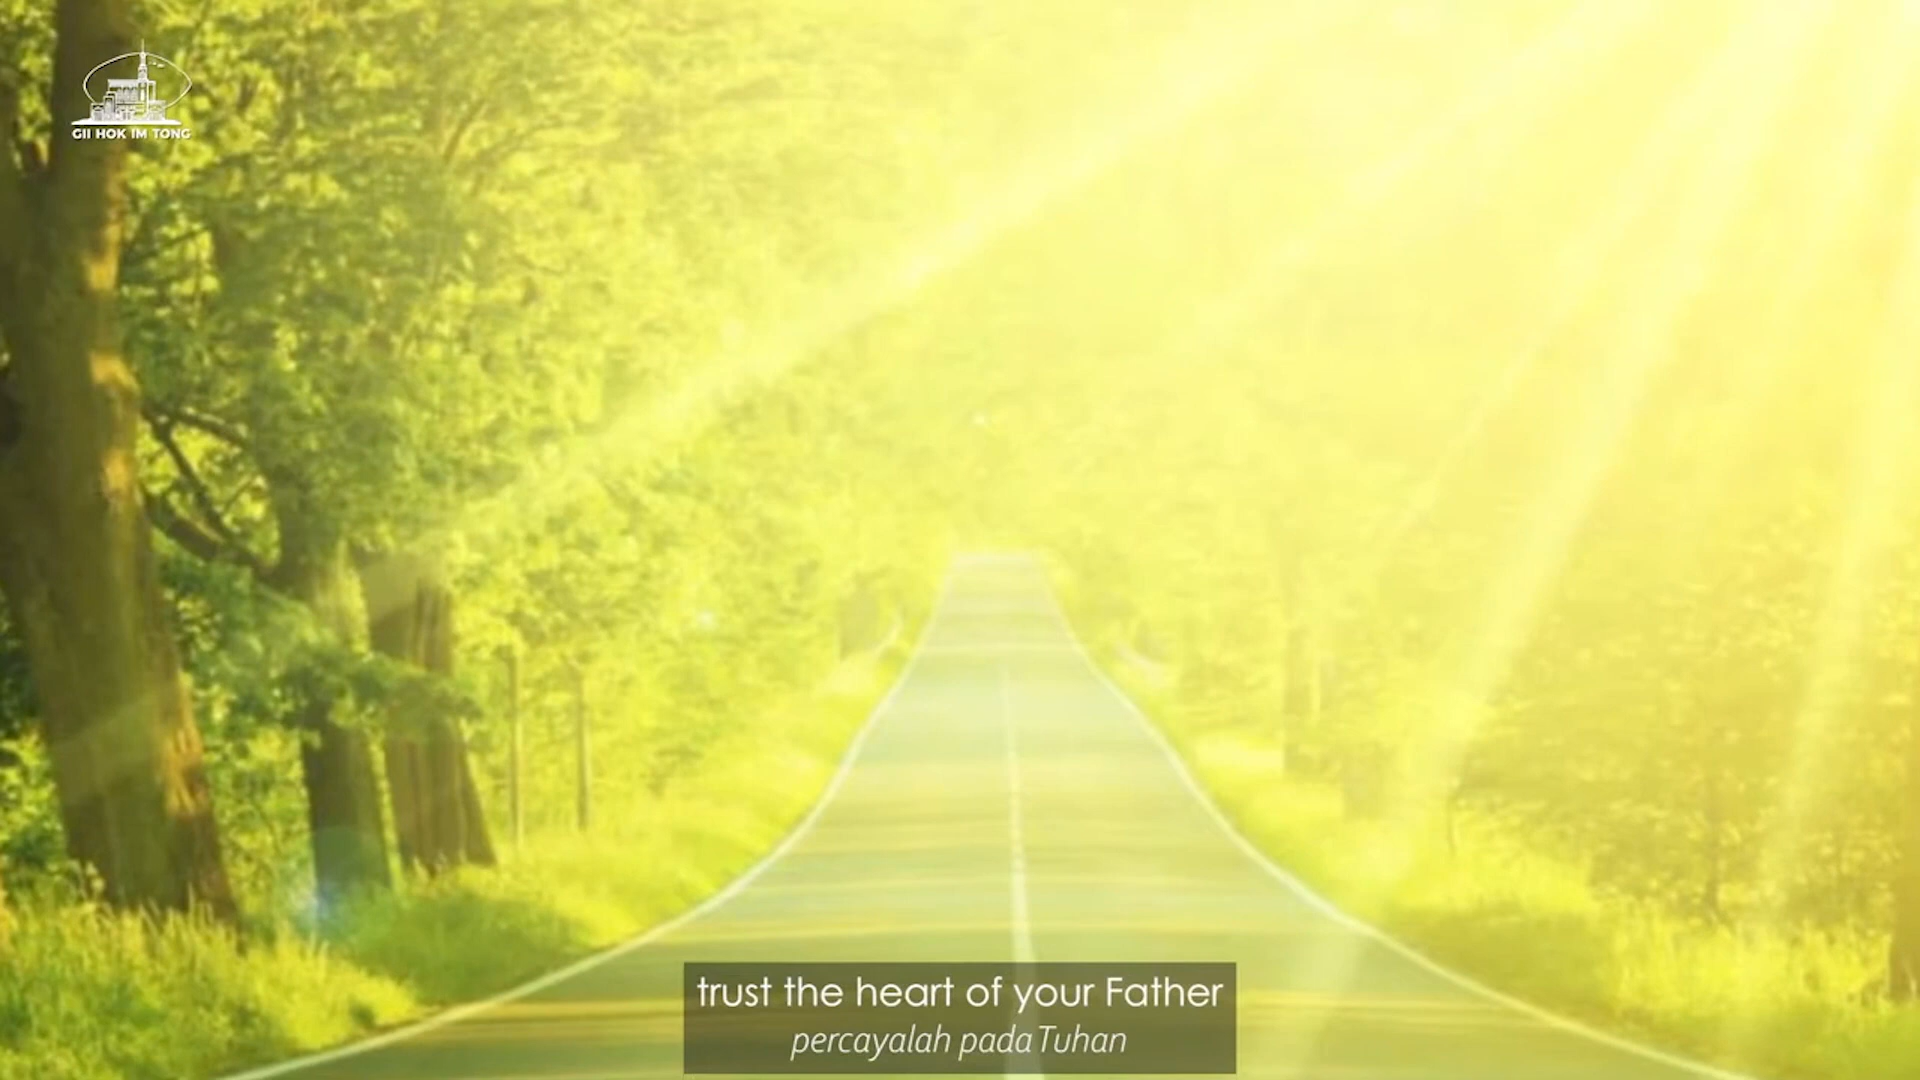 GII HOK IM TONG
trust the heart of your Father
percayalah pada Tuhan